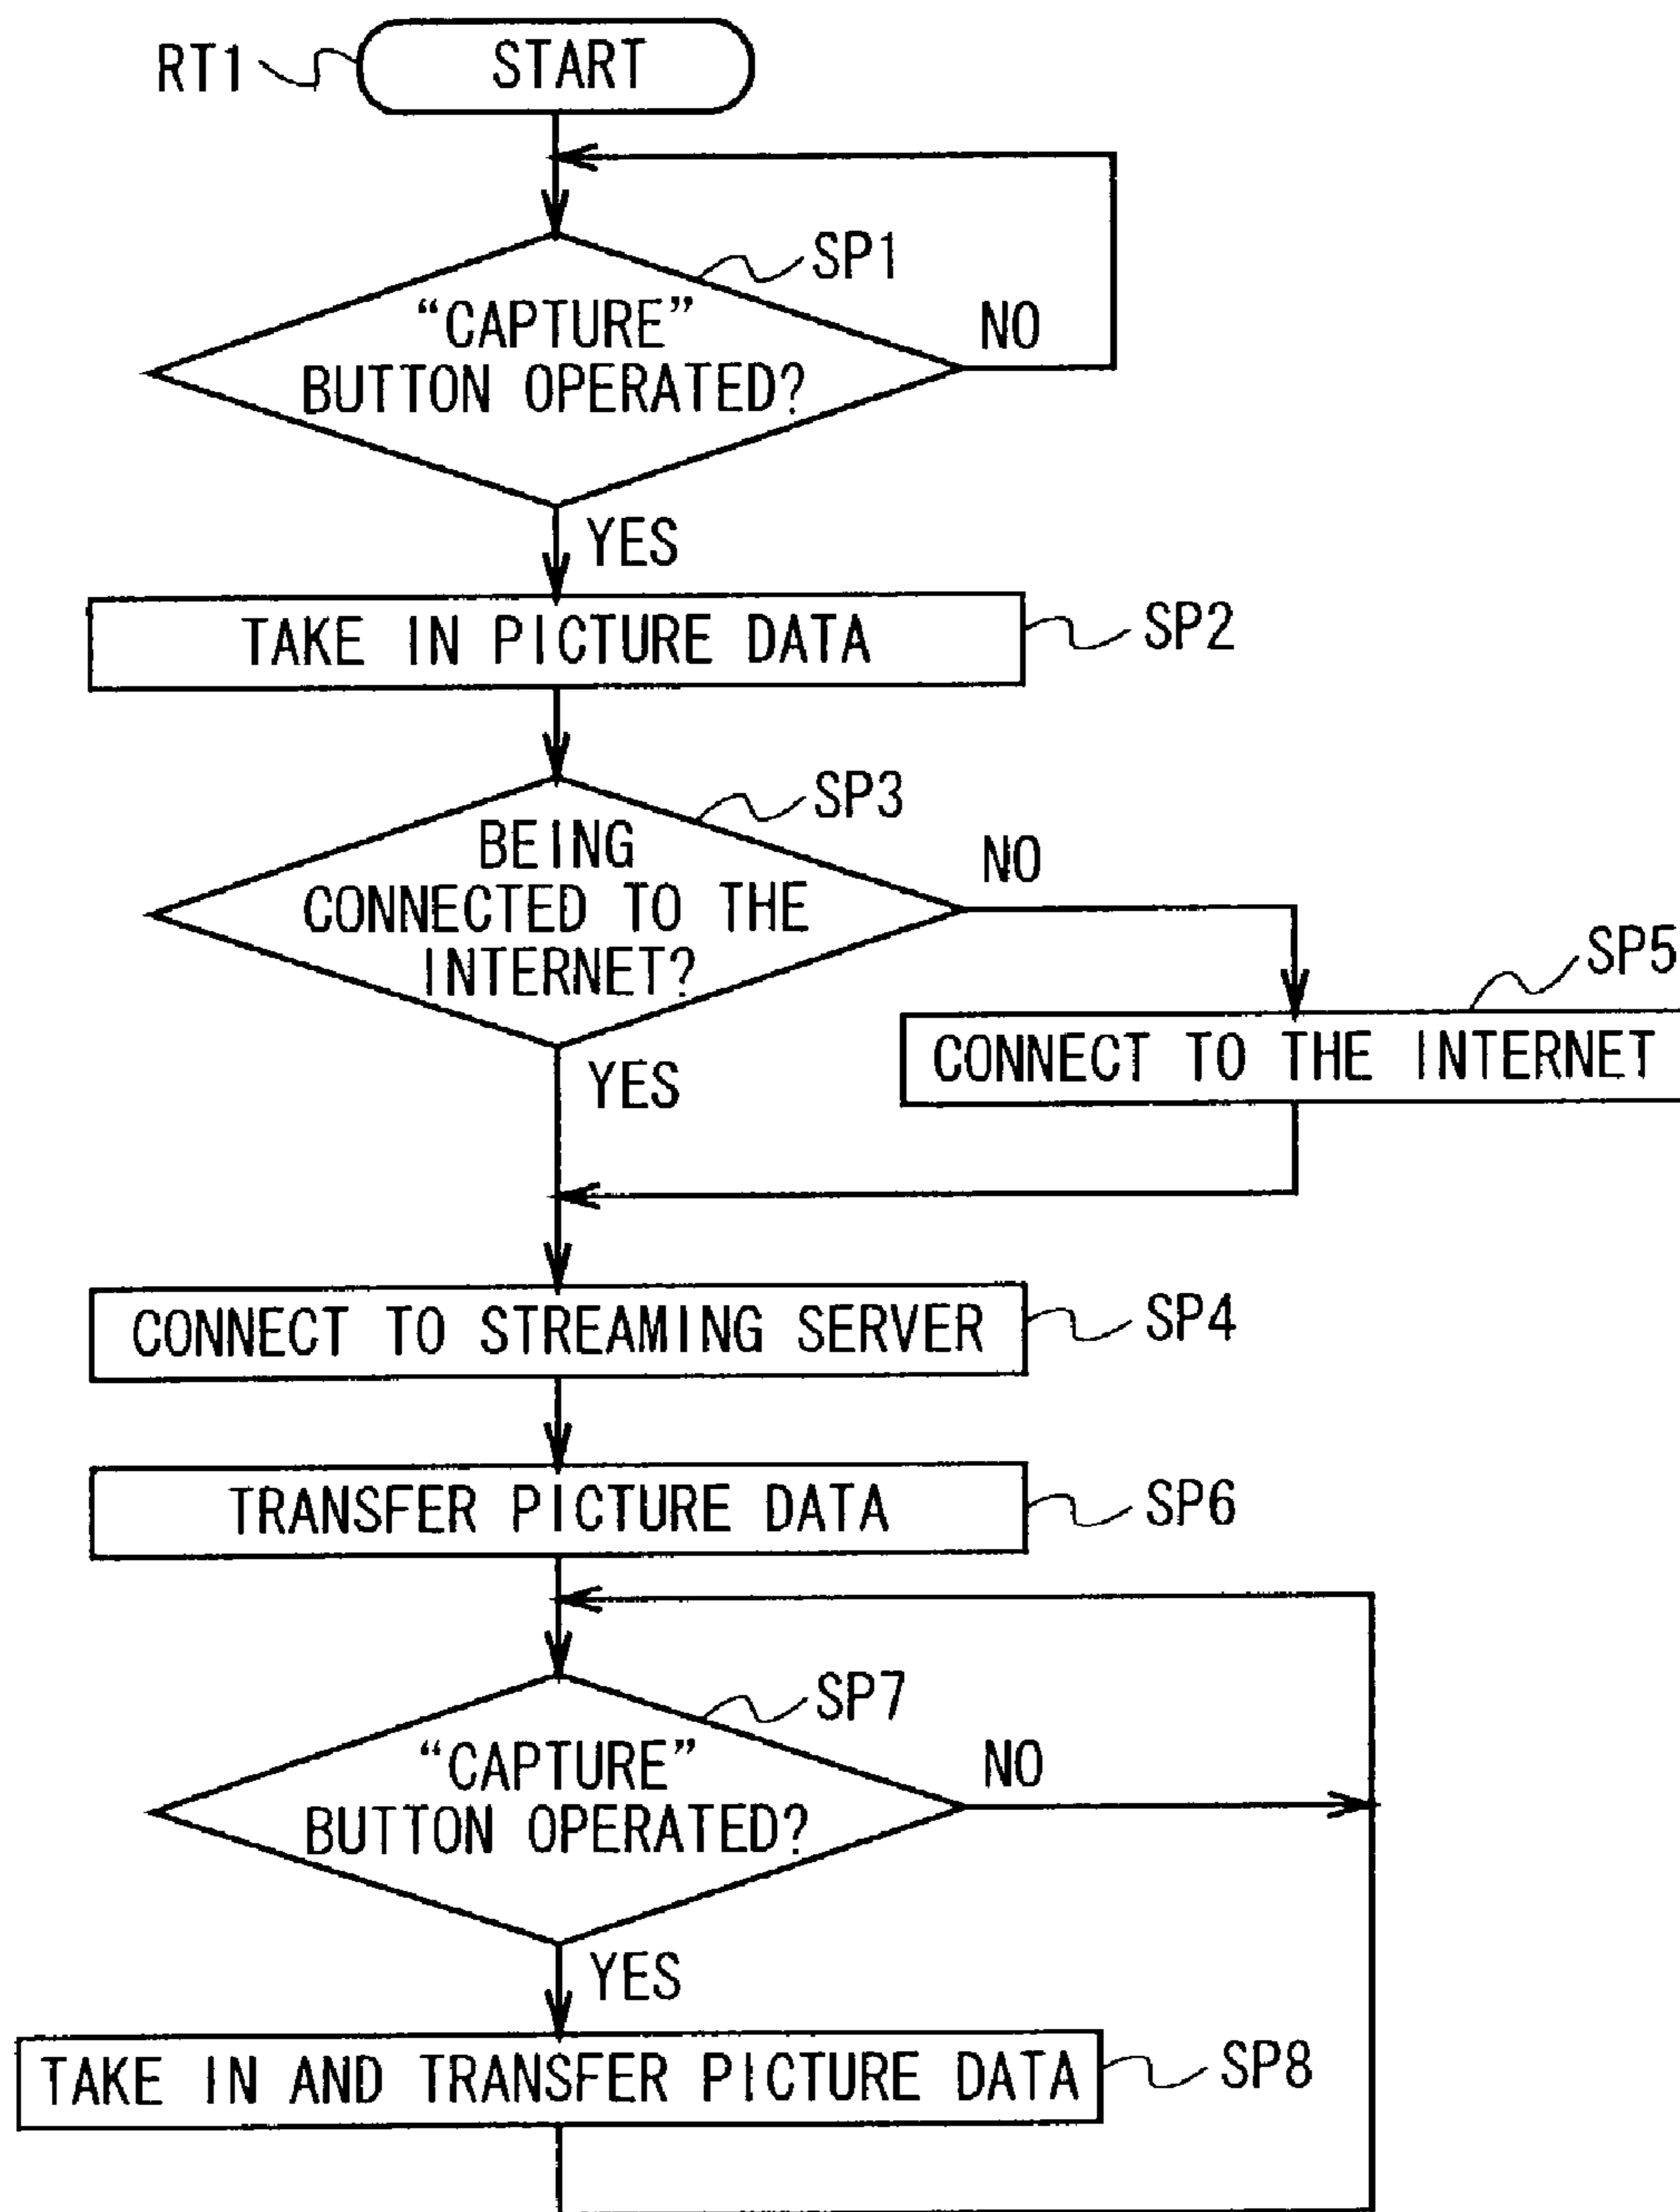 RT1
START
SP1
“CAPTURE”
BUTTON OPERATED?
NO
YES
TAKE IN PICTURE DATA
SP2
SP3
BEING
CONNECTED TO THE
INTERNET?
NO
YES
SP5
CONNECT TO THE INTERNET
CONNECT TO STREAMING SERVER
SP4
TRANSFER PICTURE DATA
SP6
SP7
“CAPTURE”
BUTTON OPERATED?
NO
YES
TAKE IN AND TRANSFER PICTURE DATA
SP8